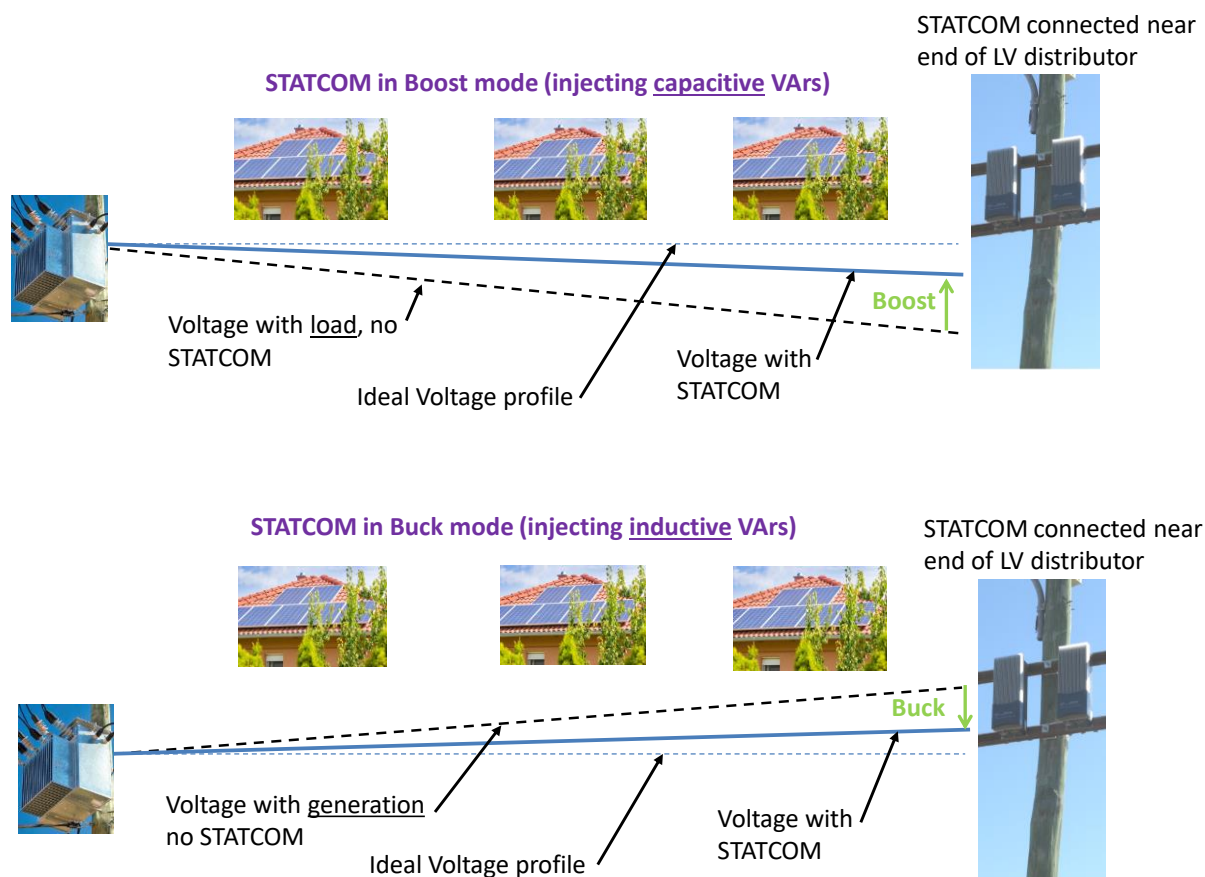 STATCOM connected near
end of LV distributor
STATCOM in Boost mode (injecting capacitive VArs)
Boost
Voltage with load, no
STATCOM
Voltage with
STATCOM
Ideal Voltage profile
STATCOM in Buck mode (injecting inductive VArs)
STATCOM connected near
end of LV distributor
Buck
Voltage with generation
no STATCOM
Voltage with
STATCOM
Ideal Voltage profile